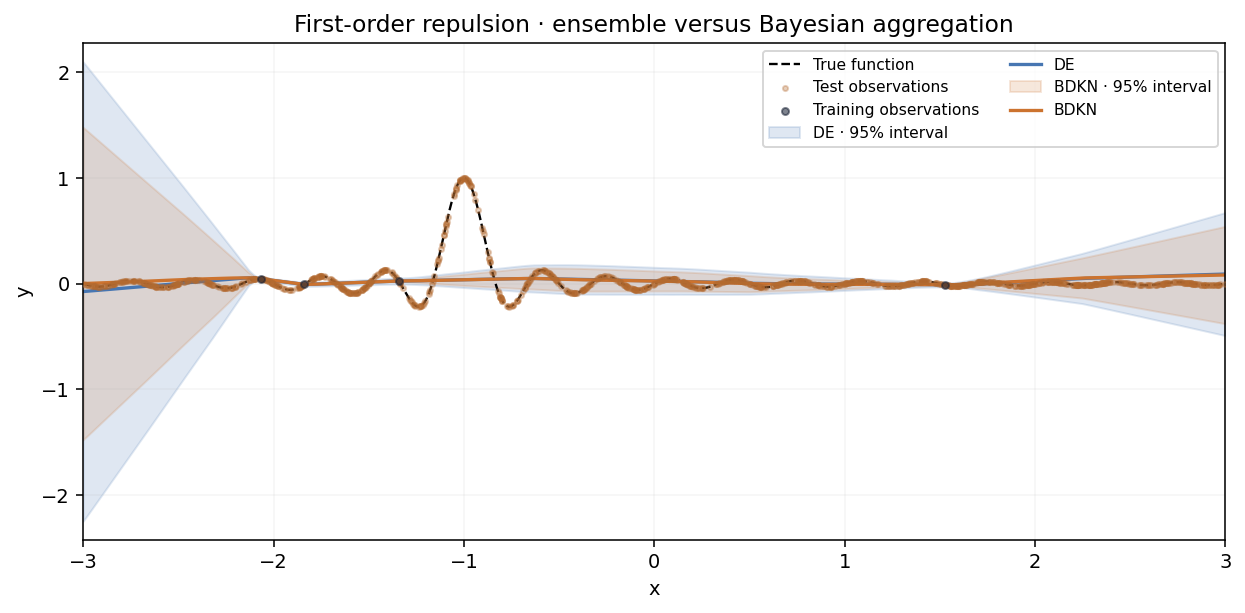 First-order repulsion · ensemble versus Bayesian aggregation
True function
Test observations
Training observations
DE · 95% interval
DE
BDKN · 95% interval
BDKN
y
2
1
0
−1
−2
−3
−2
−1
0
1
2
3
x